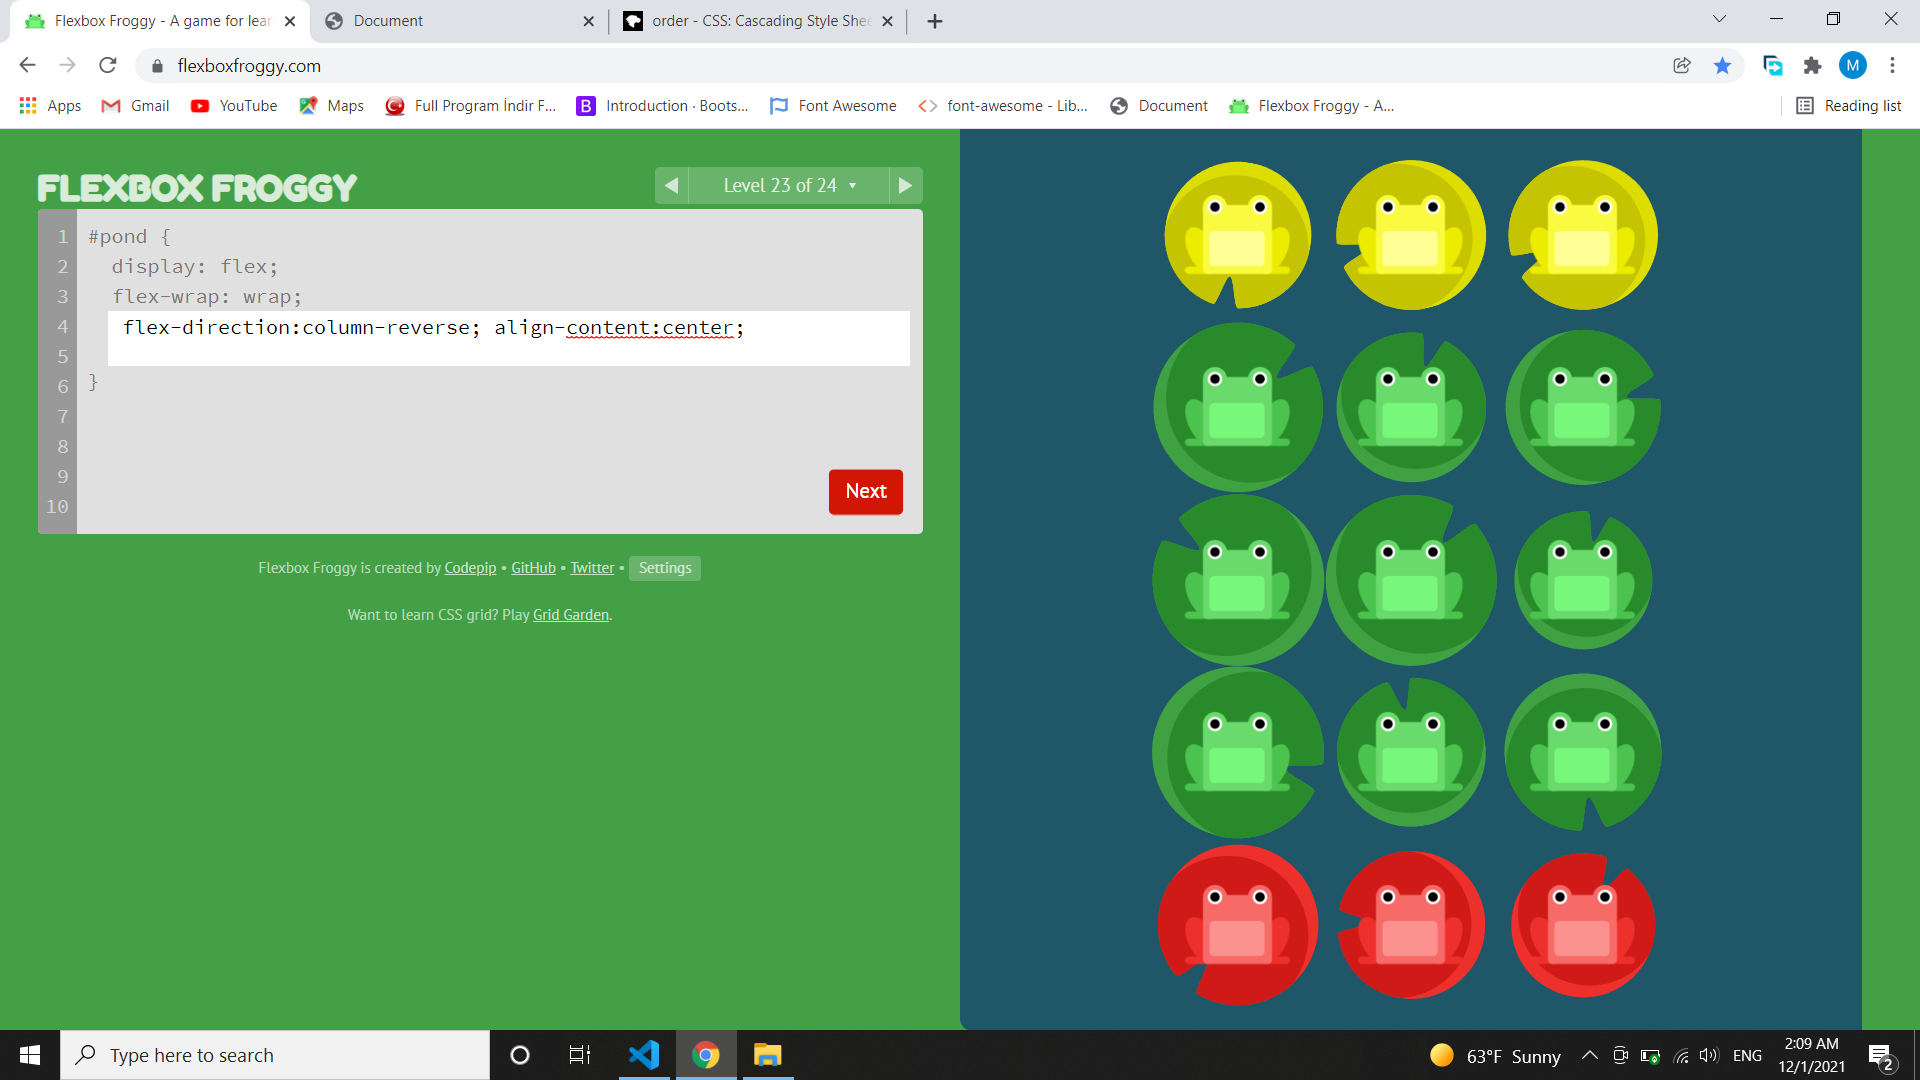 Flexbox Froggy - A game for lear
Document
order - CSS: Cascading Style Shee
flexboxfroggy.com
M
Apps
Gmail
YouTube
Maps
Full Program İndir F...
B
Introduction · Boots...
Font Awesome
font-awesome - Lib...
Document
Flexbox Froggy - A...
Reading list
FLEXBOX FROGGY
Level 23 of 24 ▼
1 #pond {
2 display: flex;
3 flex-wrap: wrap;
4 flex-direction:column-reverse; align-content:center;
5
6 }
7
8
9
10
Next
Flexbox Froggy is created by Codepip • GitHub • Twitter • Settings
Want to learn CSS grid? Play Grid Garden.
Type here to search
63°F Sunny
ENG
2:09 AM
12/1/2021
2